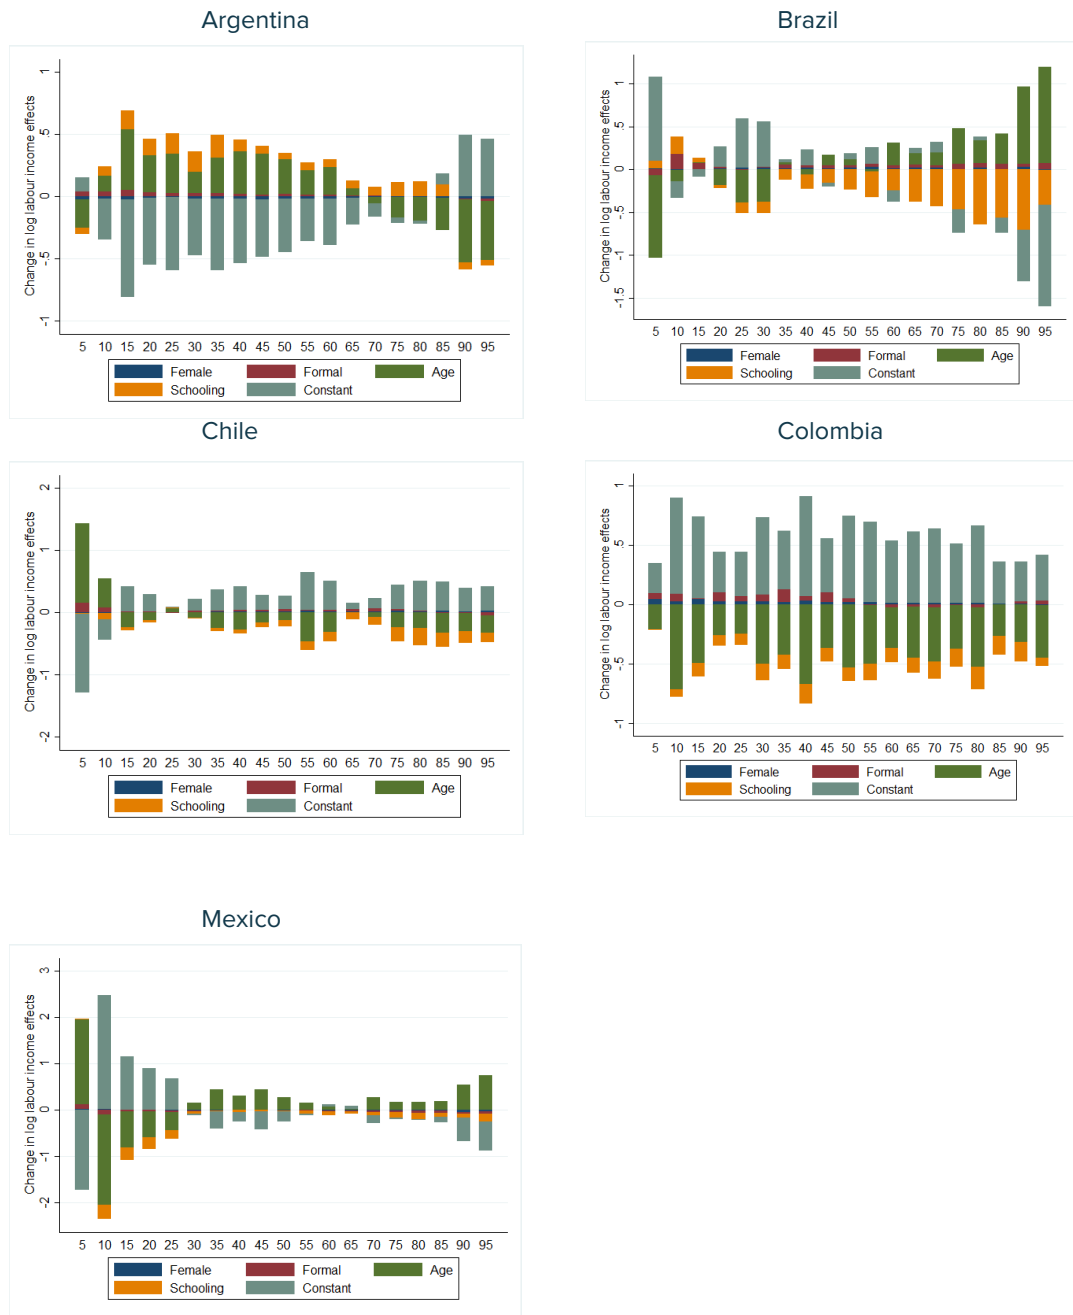 Argentina
Change in log labour income effects
1
.5
0
-.5
-1
5 10 15 20 25 30 35 40 45 50 55 60 65 70 75 80 85 90 95
Female Formal Age
Schooling Constant
Brazil
Change in log labour income effects
1
.5
0
-.5
-1
-1.5
5 10 15 20 25 30 35 40 45 50 55 60 65 70 75 80 85 90 95
Female Formal Age
Schooling Constant
Chile
Change in log labour income effects
2
1
0
-1
-2
5 10 15 20 25 30 35 40 45 50 55 60 65 70 75 80 85 90 95
Female Formal Age
Schooling Constant
Colombia
Change in log labour income effects
1
.5
0
-.5
-1
5 10 15 20 25 30 35 40 45 50 55 60 65 70 75 80 85 90 95
Female Formal Age
Schooling Constant
Mexico
Change in log labour income effects
3
2
1
0
-1
-2
5 10 15 20 25 30 35 40 45 50 55 60 65 70 75 80 85 90 95
Female Formal Age
Schooling Constant